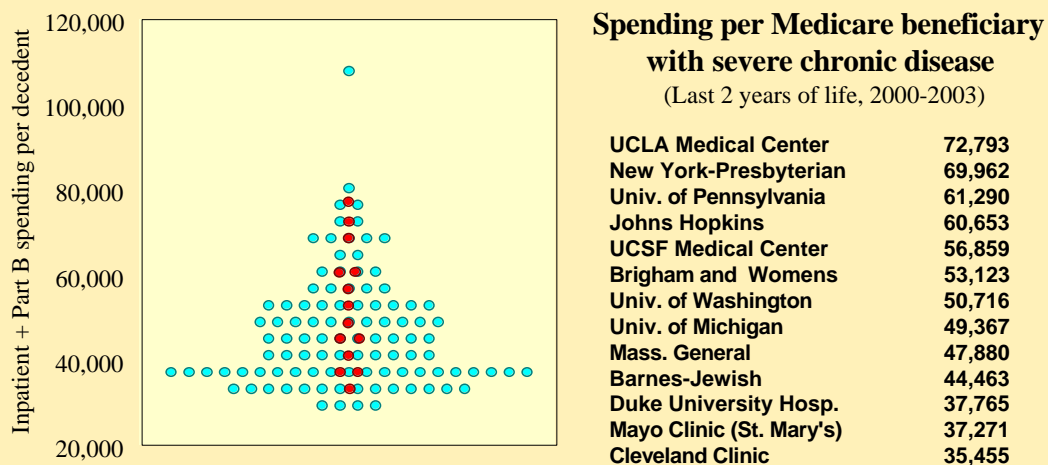 120,000
100,000
80,000
60,000
40,000
20,000
Inpatient + Part B spending per decedent
Spending per Medicare beneficiary
with severe chronic disease
(Last 2 years of life, 2000-2003)
UCLA Medical Center 72,793
New York-Presbyterian 69,962
Univ. of Pennsylvania 61,290
Johns Hopkins 60,653
UCSF Medical Center 56,859
Brigham and Womens 53,123
Univ. of Washington 50,716
Univ. of Michigan 49,367
Mass. General 47,880
Barnes-Jewish 44,463
Duke University Hosp. 37,765
Mayo Clinic (St. Mary's) 37,271
Cleveland Clinic 35,455